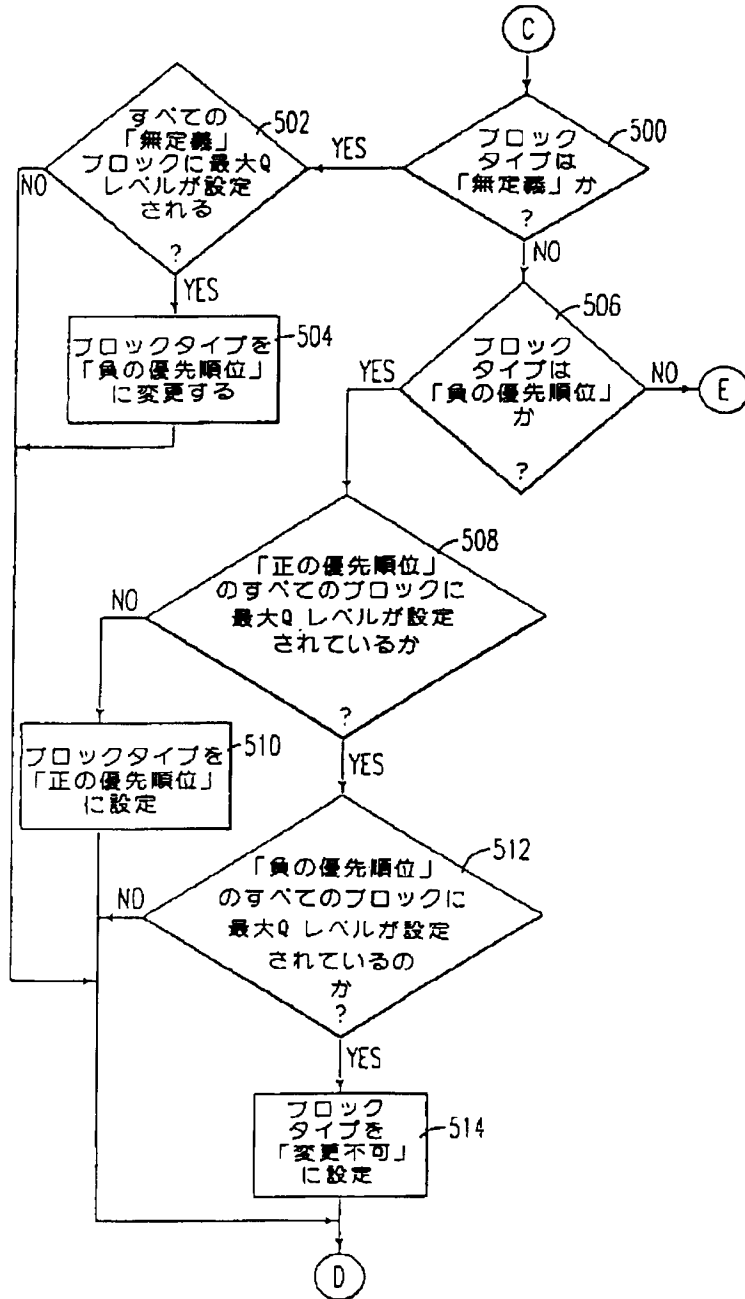 C
ブロック
タイプは
「無定義」か
?
500
YES
NO
すべての
「無定義」
ブロックに最大Q
レベルが設定
される
?
502
NO
YES
ブロックタイプを
「負の優先順位」
に変更する
504
ブロック
タイプは
「負の優先順位」
か
?
506
YES
NO
E
「正の優先順位」
のすべてのブロックに
最大Q レベルが設定
されているか
?
508
NO
YES
ブロックタイプを
「正の優先順位」
に設定
510
「負の優先順位」
のすべてのブロックに
最大Q レベルが設定
されているの
か
?
512
NO
YES
ブロック
タイプを
「変更不可」
に設定
514
D